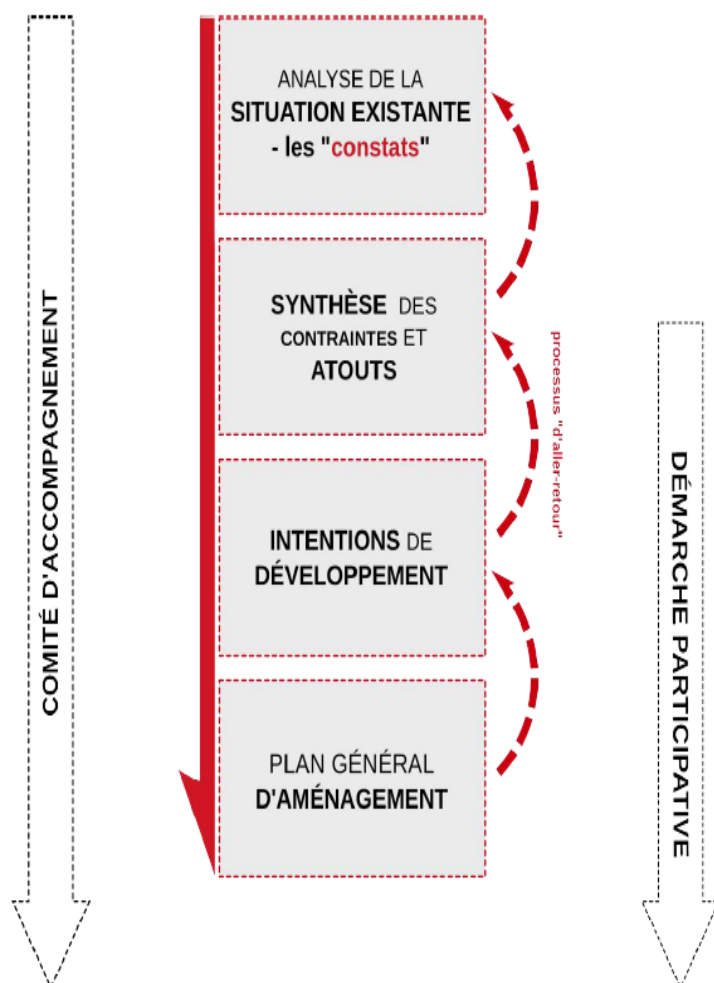 COMITÉ D'ACCOMPAGNEMENT
ANALYSE DE LA
SITUATION EXISTANTE
- les "constats"
SYNTHÈSE DES
CONTRAINTES ET
ATOUTS
INTENTIONS DE
DÉVELOPPEMENT
PLAN GÉNÉRAL
D'AMÉNAGEMENT
processus "d'aller-retour"
DÉMARCHE PARTICIPATIVE